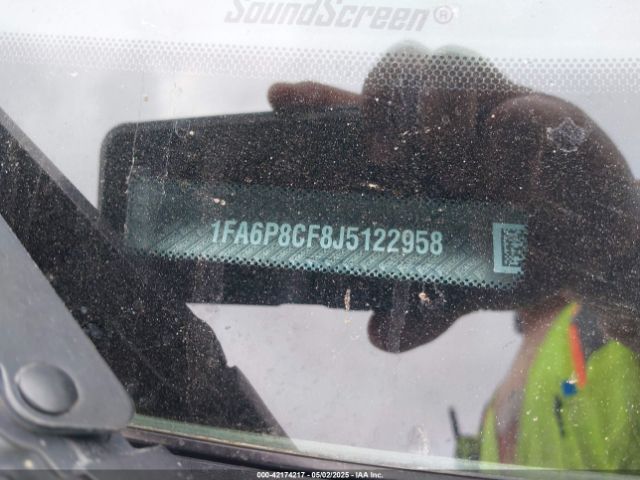 SoundScreen®
1FA6P8CF8J5122958
000-42174217 - 05/02/2025 - IAA Inc.